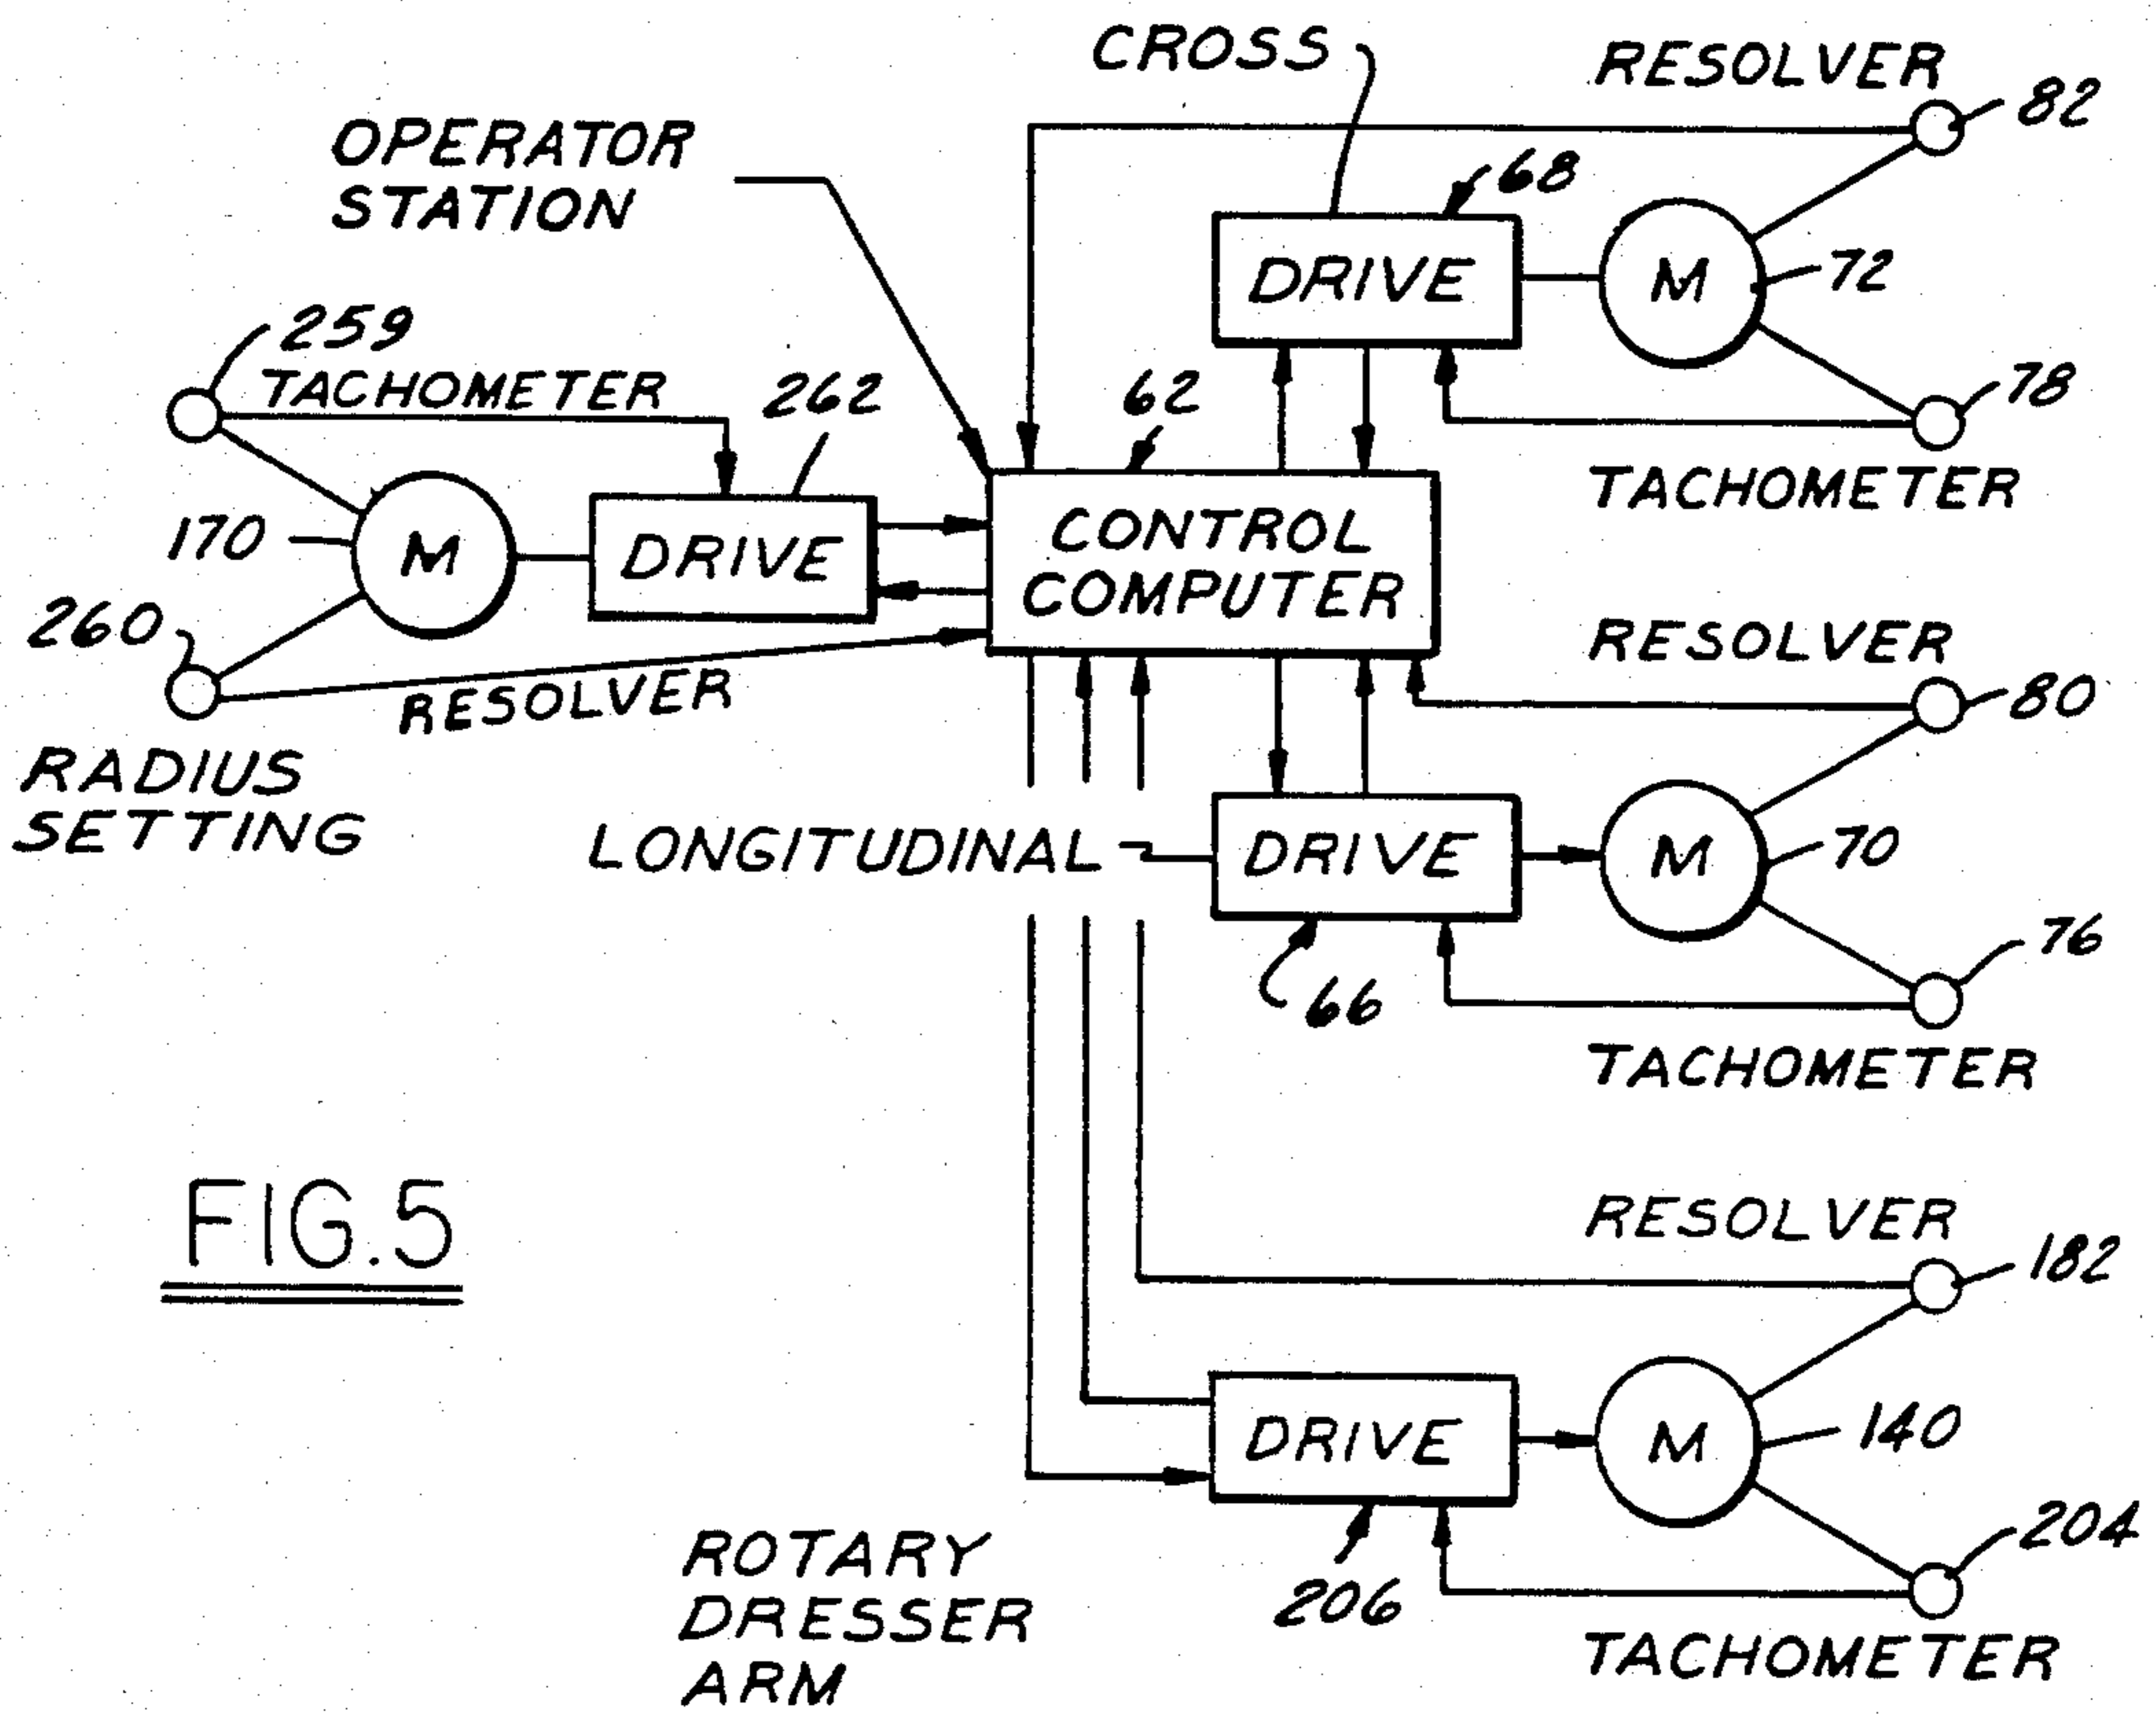 CROSS
RESOLVER
82
OPERATOR
STATION
68
DRIVE
M
72
259
TACHOMETER
262
62
78
TACHOMETER
170
M
DRIVE
CONTROL
COMPUTER
260
RESOLVER
RESOLVER
80
RADIUS
SETTING
LONGITUDINAL
DRIVE
M
70
66
76
TACHOMETER
FIG.5
RESOLVER
182
DRIVE
M
140
206
204
ROTARY
DRESSER
ARM
TACHOMETER